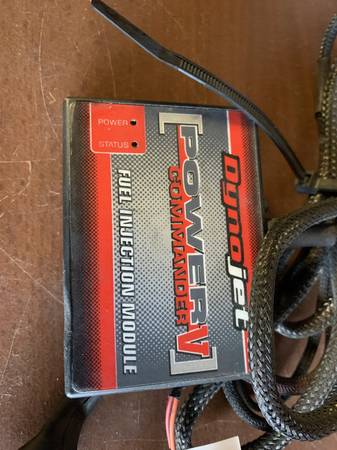 Dynojet
[POWER V]
COMMANDER
FUEL INJECTION MODULE
POWER
STATUS